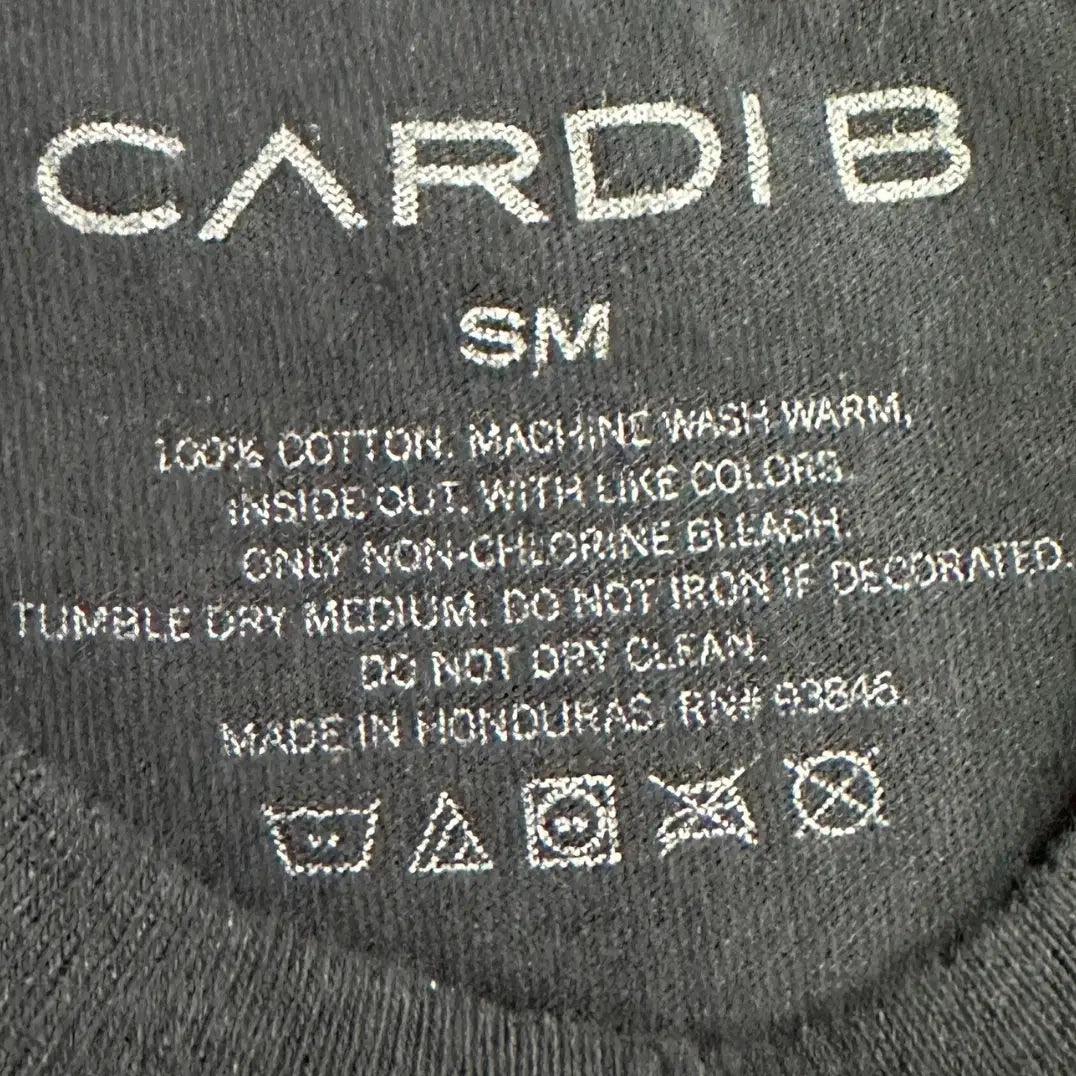 CARDI B
SM
100% COTTON. MACHINE WASH WARM,
INSIDE OUT, WITH LIKE COLORS.
ONLY NON-CHLORINE BLEACH.
TUMBLE DRY MEDIUM. DO NOT IRON IF DECORATED.
DO NOT DRY CLEAN.
MADE IN HONDURAS. RN# 93846.